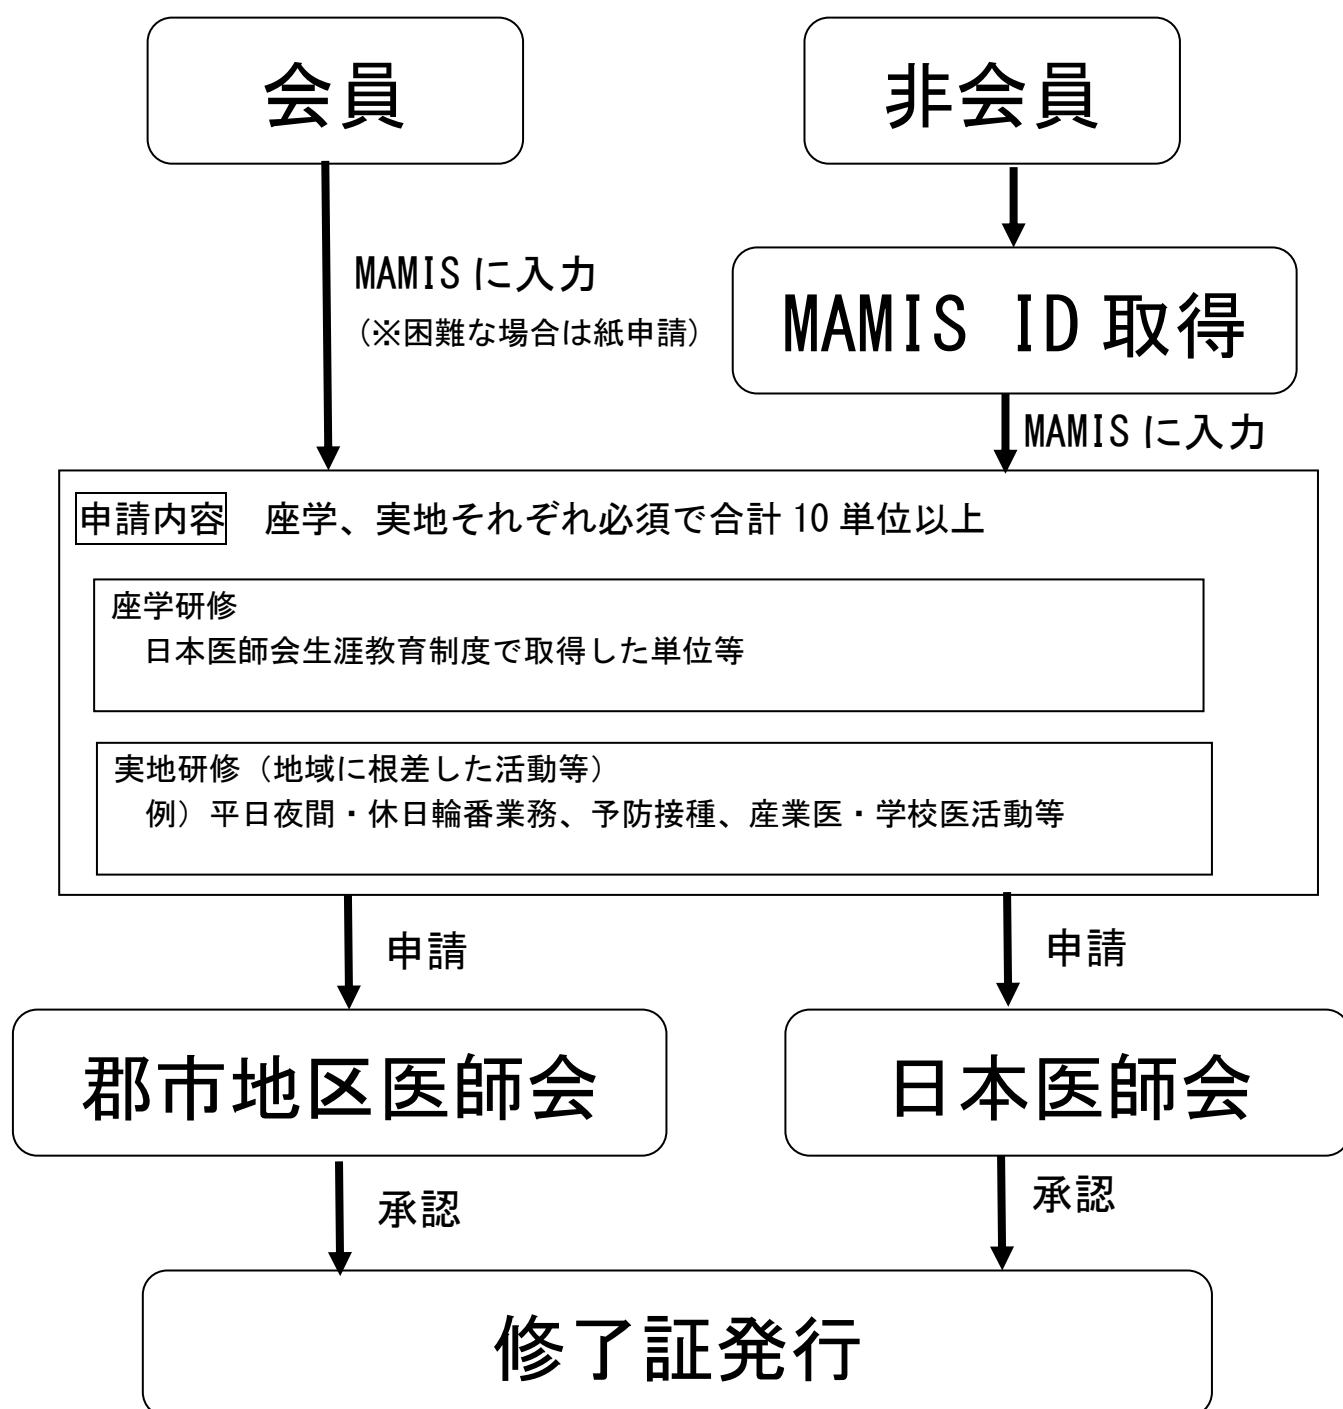 会員
非会員
MAMIS に入力
(※困難な場合は紙申請)
MAMIS ID 取得
MAMIS に入力
申請内容 座学、実地それぞれ必須で合計 10 単位以上
座学研修
日本医師会生涯教育制度で取得した単位等
実地研修（地域に根差した活動等）
例）平日夜間・休日輪番業務、予防接種、産業医・学校医活動等
申請
申請
郡市地区医師会
日本医師会
承認
承認
修了証発行